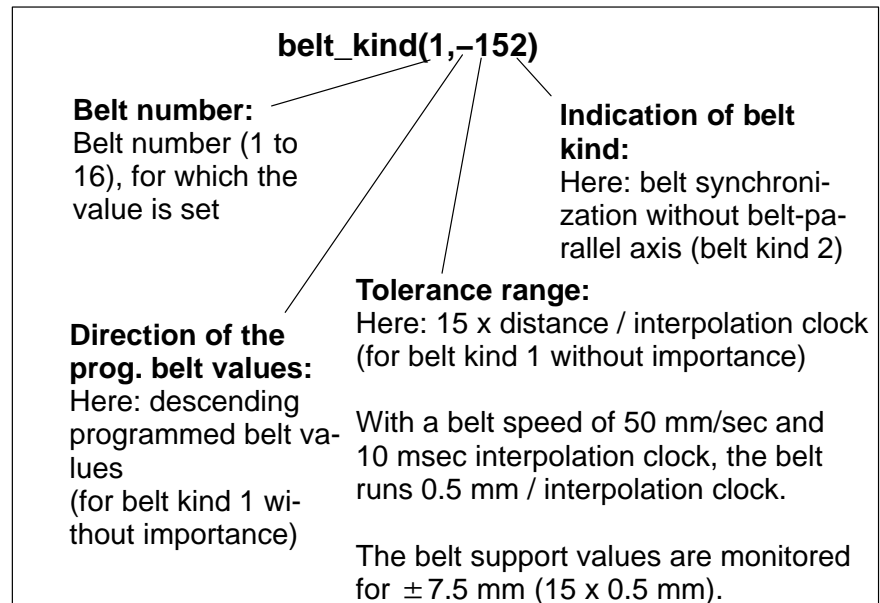 belt_kind(1,–152)
Belt number:
Belt number (1 to
16), for which the
value is set
Indication of belt
kind:
Here: belt synchroni-
zation without belt-pa-
rallel axis (belt kind 2)
Direction of the
prog. belt values:
Here: descending
programmed belt va-
lues
(for belt kind 1 wi-
thout importance)
Tolerance range:
Here: 15 x distance / interpolation clock
(for belt kind 1 without importance)
With a belt speed of 50 mm/sec and
10 msec interpolation clock, the belt
runs 0.5 mm / interpolation clock.
The belt support values are monitored
for ± 7.5 mm (15 x 0.5 mm).